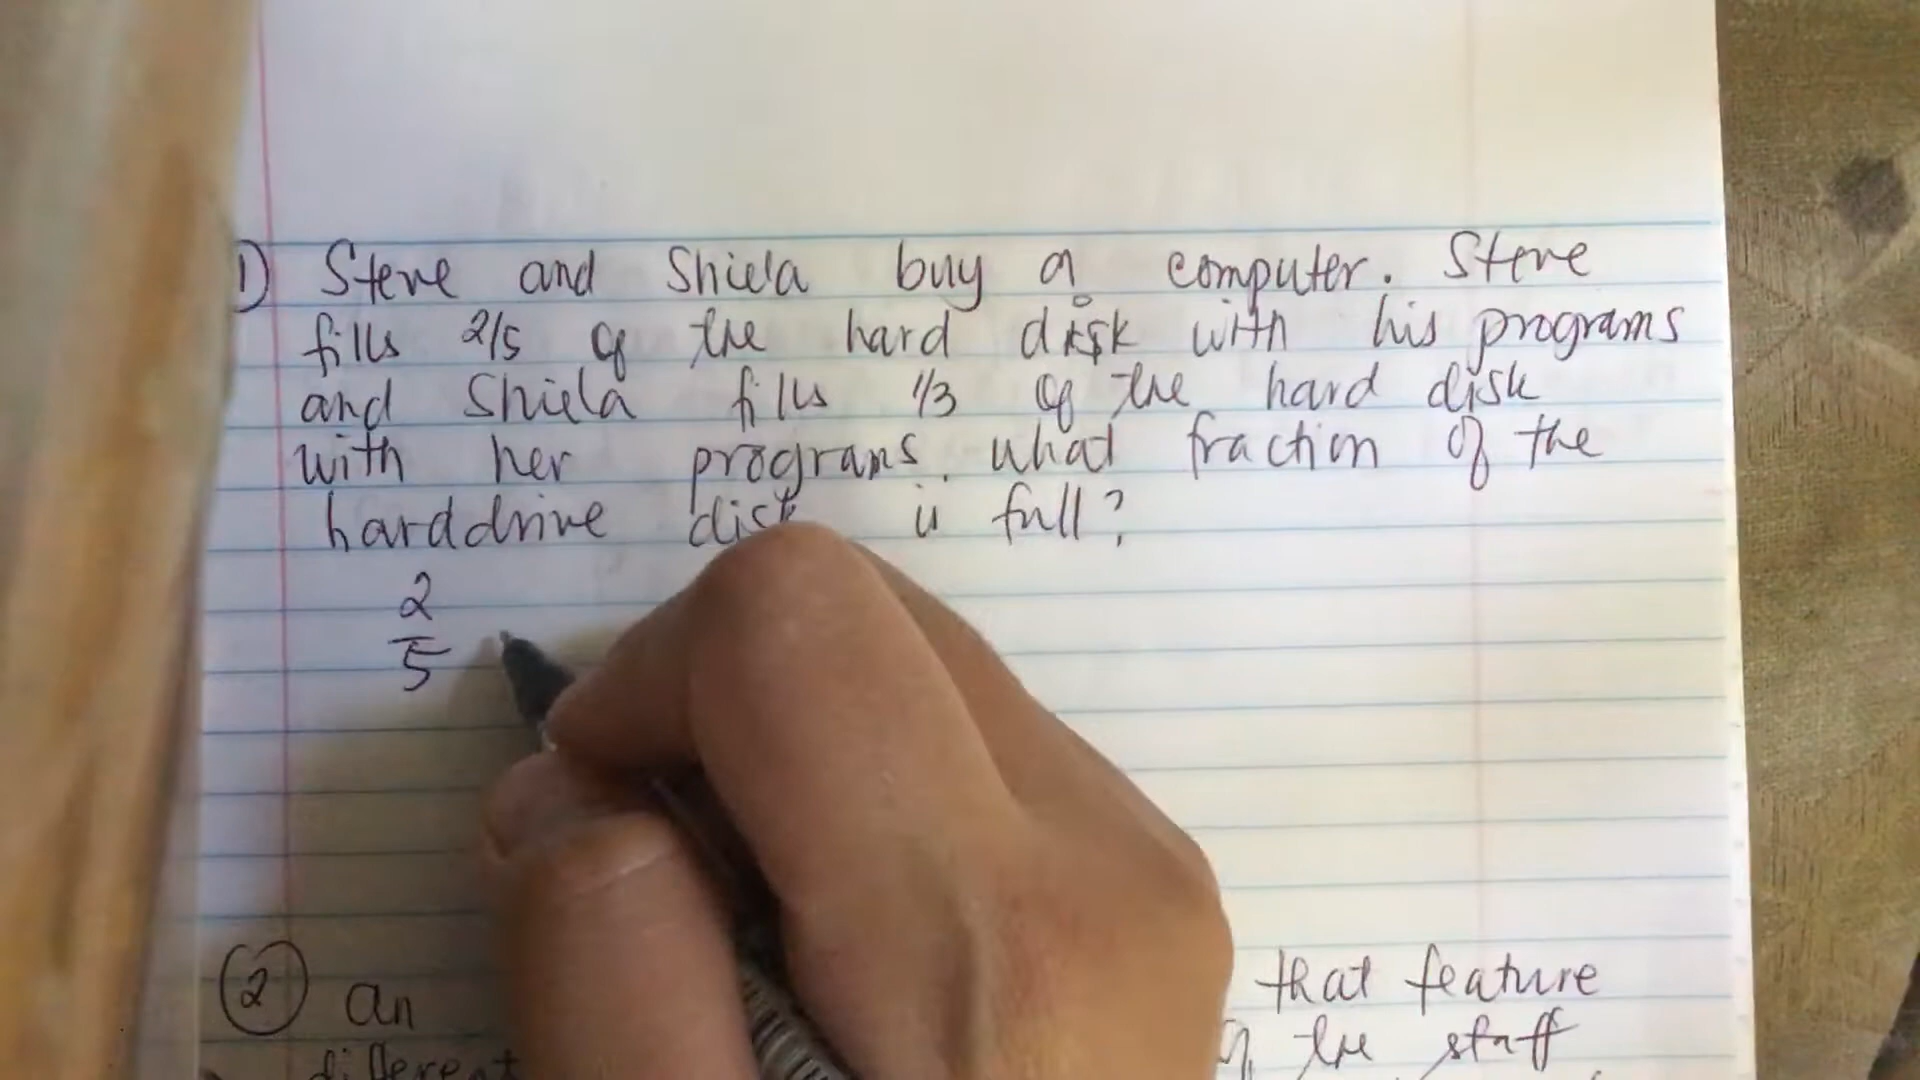 1) Steve and Shiela buy a computer. Steve
fills 2/5 of the hard disk with his programs
and Shiela fills 1/3 of the hard disk
with her programs. what fraction of the
harddrive disk is full?
2
5
2 an that feature
different of the staff